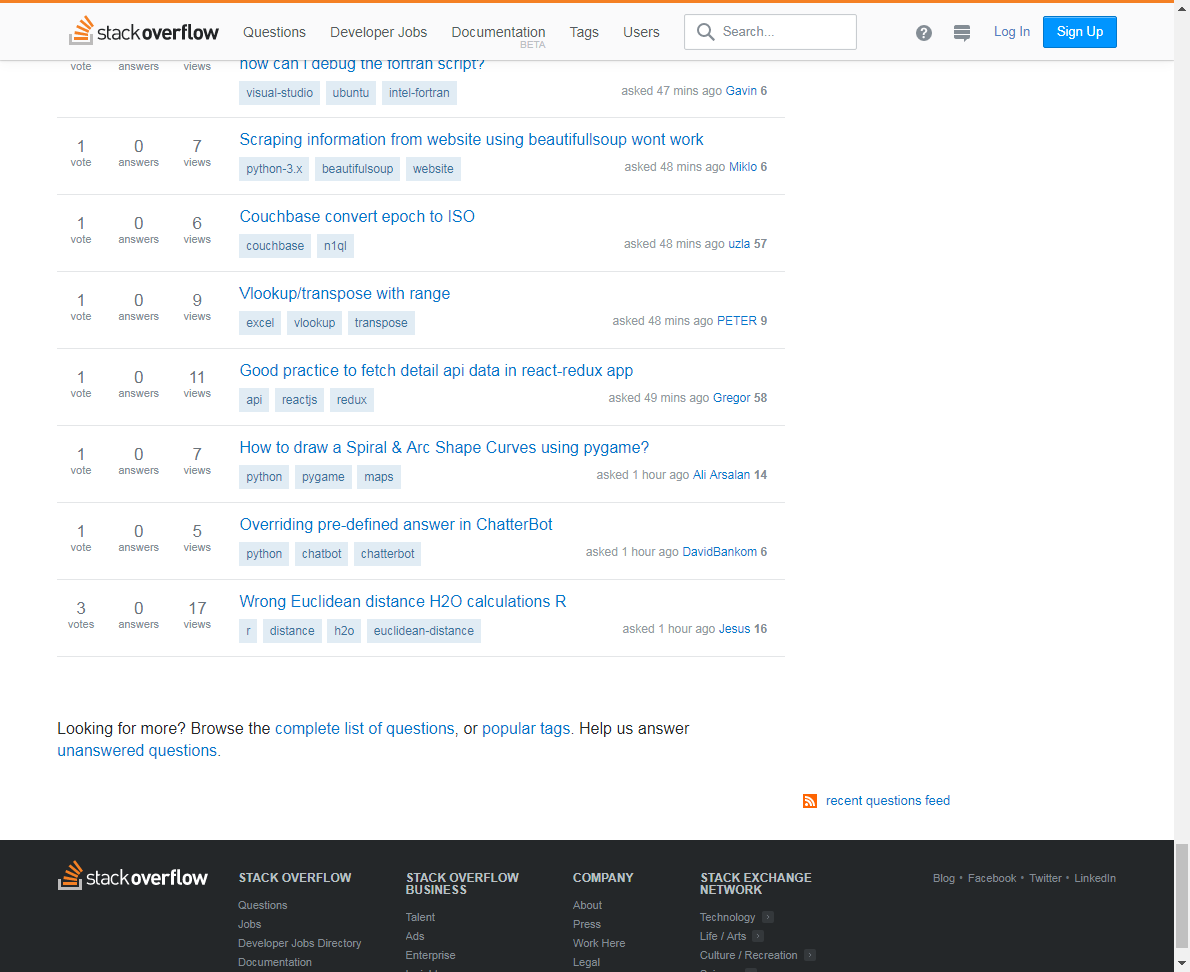 stackoverflow Questions Developer Jobs Documentation Tags Users Search... Log In Sign Up
BETA
how can i debug the fortran script?
vote answers views
visual-studio ubuntu intel-fortran asked 47 mins ago Gavin 6
1 0 7 Scraping information from website using beautifullsoup wont work
vote answers views
python-3.x beautifulsoup website asked 48 mins ago Miklo 6
1 0 6 Couchbase convert epoch to ISO
vote answers views
couchbase n1ql asked 48 mins ago uzla 57
1 0 9 Vlookup/transpose with range
vote answers views
excel vlookup transpose asked 48 mins ago PETER 9
1 0 11 Good practice to fetch detail api data in react-redux app
vote answers views
api reactjs redux asked 49 mins ago Gregor 58
1 0 7 How to draw a Spiral & Arc Shape Curves using pygame?
vote answers views
python pygame maps asked 1 hour ago Ali Arsalan 14
1 0 5 Overriding pre-defined answer in ChatterBot
vote answers views
python chatbot chatterbot asked 1 hour ago DavidBankom 6
3 0 17 Wrong Euclidean distance H2O calculations R
votes answers views
r distance h2o euclidean-distance asked 1 hour ago Jesus 16
Looking for more? Browse the complete list of questions, or popular tags. Help us answer
unanswered questions.
recent questions feed
stackoverflow
STACK OVERFLOW
Questions
Jobs
Developer Jobs Directory
Documentation
STACK OVERFLOW
BUSINESS
Talent
Ads
Enterprise
COMPANY
About
Press
Work Here
Legal
STACK EXCHANGE
NETWORK
Technology
Life / Arts
Culture / Recreation
Blog • Facebook • Twitter • LinkedIn